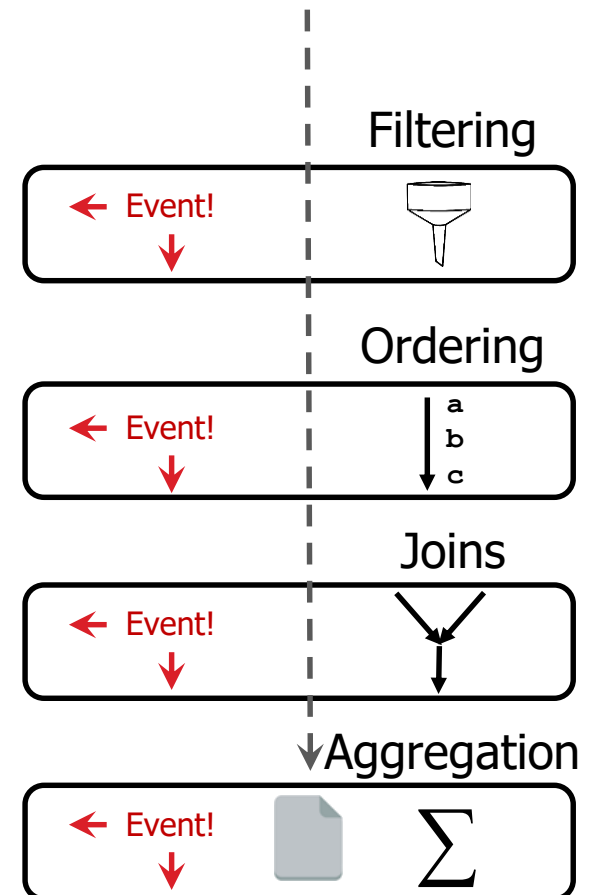 Filtering
Event!
Ordering
Event!
a
b
c
Joins
Event!
Aggregation
Event!
∑